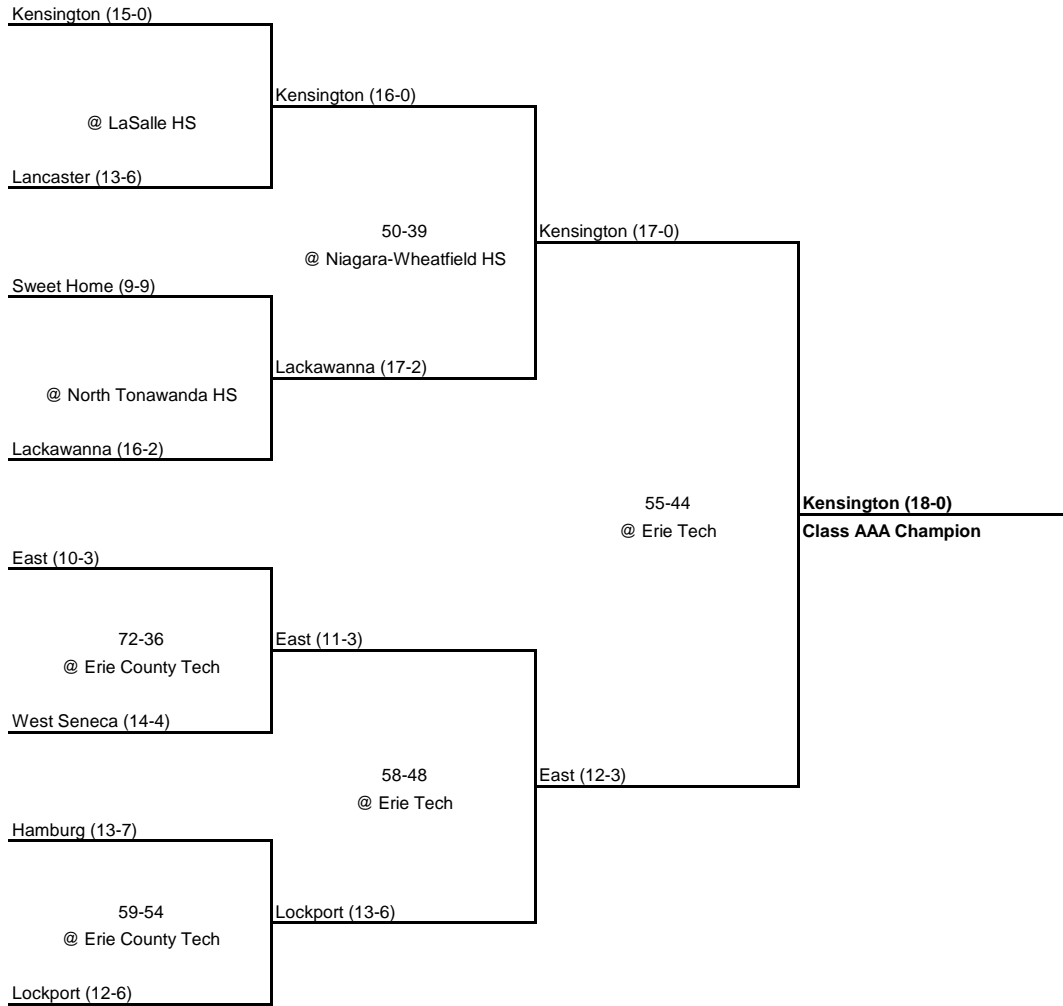 Kensington (15-0)
Kensington (16-0)
@ LaSalle HS
Lancaster (13-6)
50-39
Kensington (17-0)
@ Niagara-Wheatfield HS
Sweet Home (9-9)
Lackawanna (17-2)
@ North Tonawanda HS
Lackawanna (16-2)
55-44
Kensington (18-0)
@ Erie Tech
Class AAA Champion
East (10-3)
72-36
East (11-3)
@ Erie County Tech
West Seneca (14-4)
58-48
East (12-3)
@ Erie Tech
Hamburg (13-7)
59-54
Lockport (13-6)
@ Erie County Tech
Lockport (12-6)